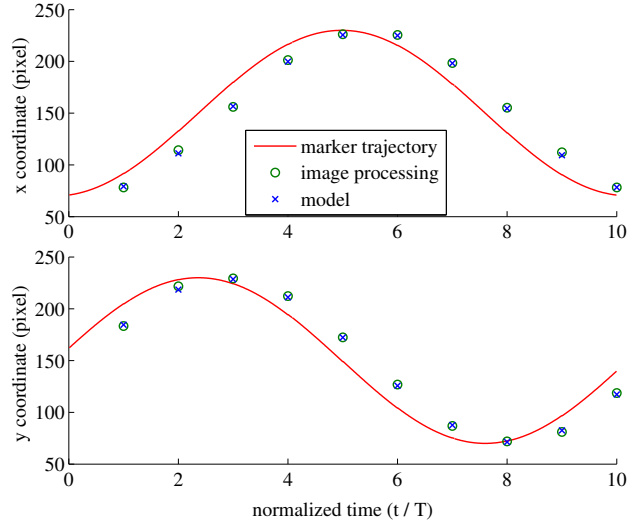 250
200
150
100
50
x coordinate (pixel)
0 2 4 6 8 10
marker trajectory
image processing
model
250
200
150
100
50
y coordinate (pixel)
0 2 4 6 8 10
normalized time (t / T)